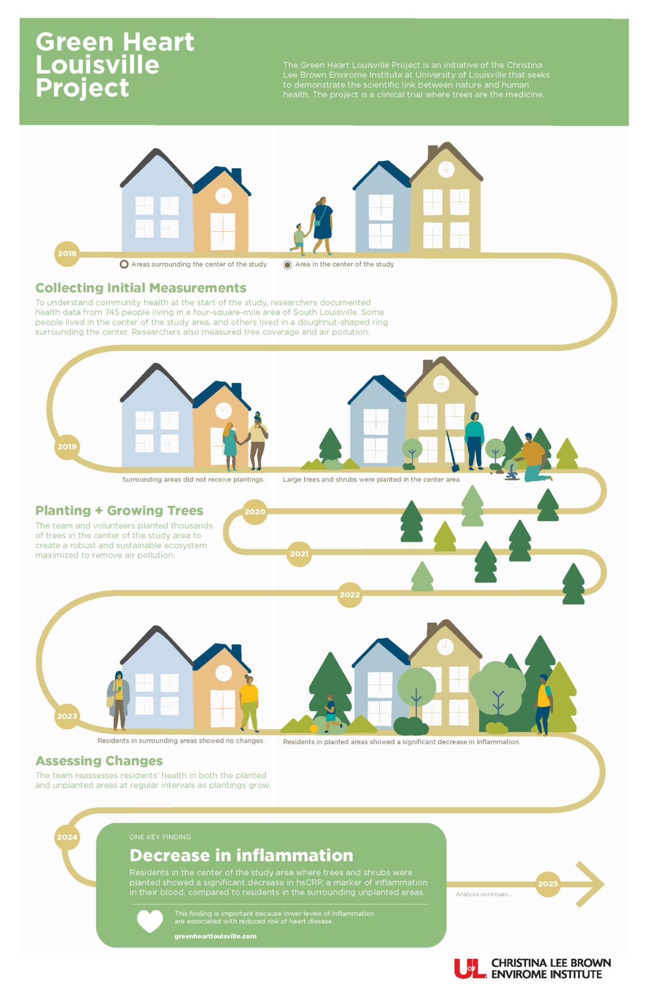 Green Heart
Louisville
Project
The Green Heart Louisville Project is an initiative of the Christina
Lee Brown Envirome Institute at University of Louisville that seeks
to demonstrate the scientific link between nature and human
health. The project is a clinical trial where trees are the medicine.
2018
Areas surrounding the center of the study
Area in the center of the study
Collecting Initial Measurements
To understand community health at the start of the study, researchers documented
health data from 745 people living in a four-square-mile area of South Louisville. Some
people lived in the center of the study area, and others lived in a doughnut-shaped ring
surrounding the center. Researchers also measured tree coverage and air pollution.
2019
Surrounding areas did not receive plantings.
Large trees and shrubs were planted in the center area.
Planting + Growing Trees
The team and volunteers planted thousands
of trees in the center of the study area to
create a robust and sustainable ecosystem
maximized to remove air pollution.
2020
2021
2022
2023
Residents in surrounding areas showed no changes.
Residents in planted areas showed a significant decrease in inflammation.
Assessing Changes
The team reassesses residents' health in both the planted
and unplanted areas at regular intervals as plantings grow.
2024
ONE KEY FINDING
Decrease in inflammation
Residents in the center of the study area where trees and shrubs were
planted showed a significant decrease in hsCRP, a marker of inflammation
in their blood, compared to residents in the surrounding unplanted areas.
This finding is important because lower levels of inflammation
are associated with reduced risk of heart disease.
greenheartlouisville.com
2025
Analysis continues...
UofL.
CHRISTINA LEE BROWN
ENVIROME INSTITUTE